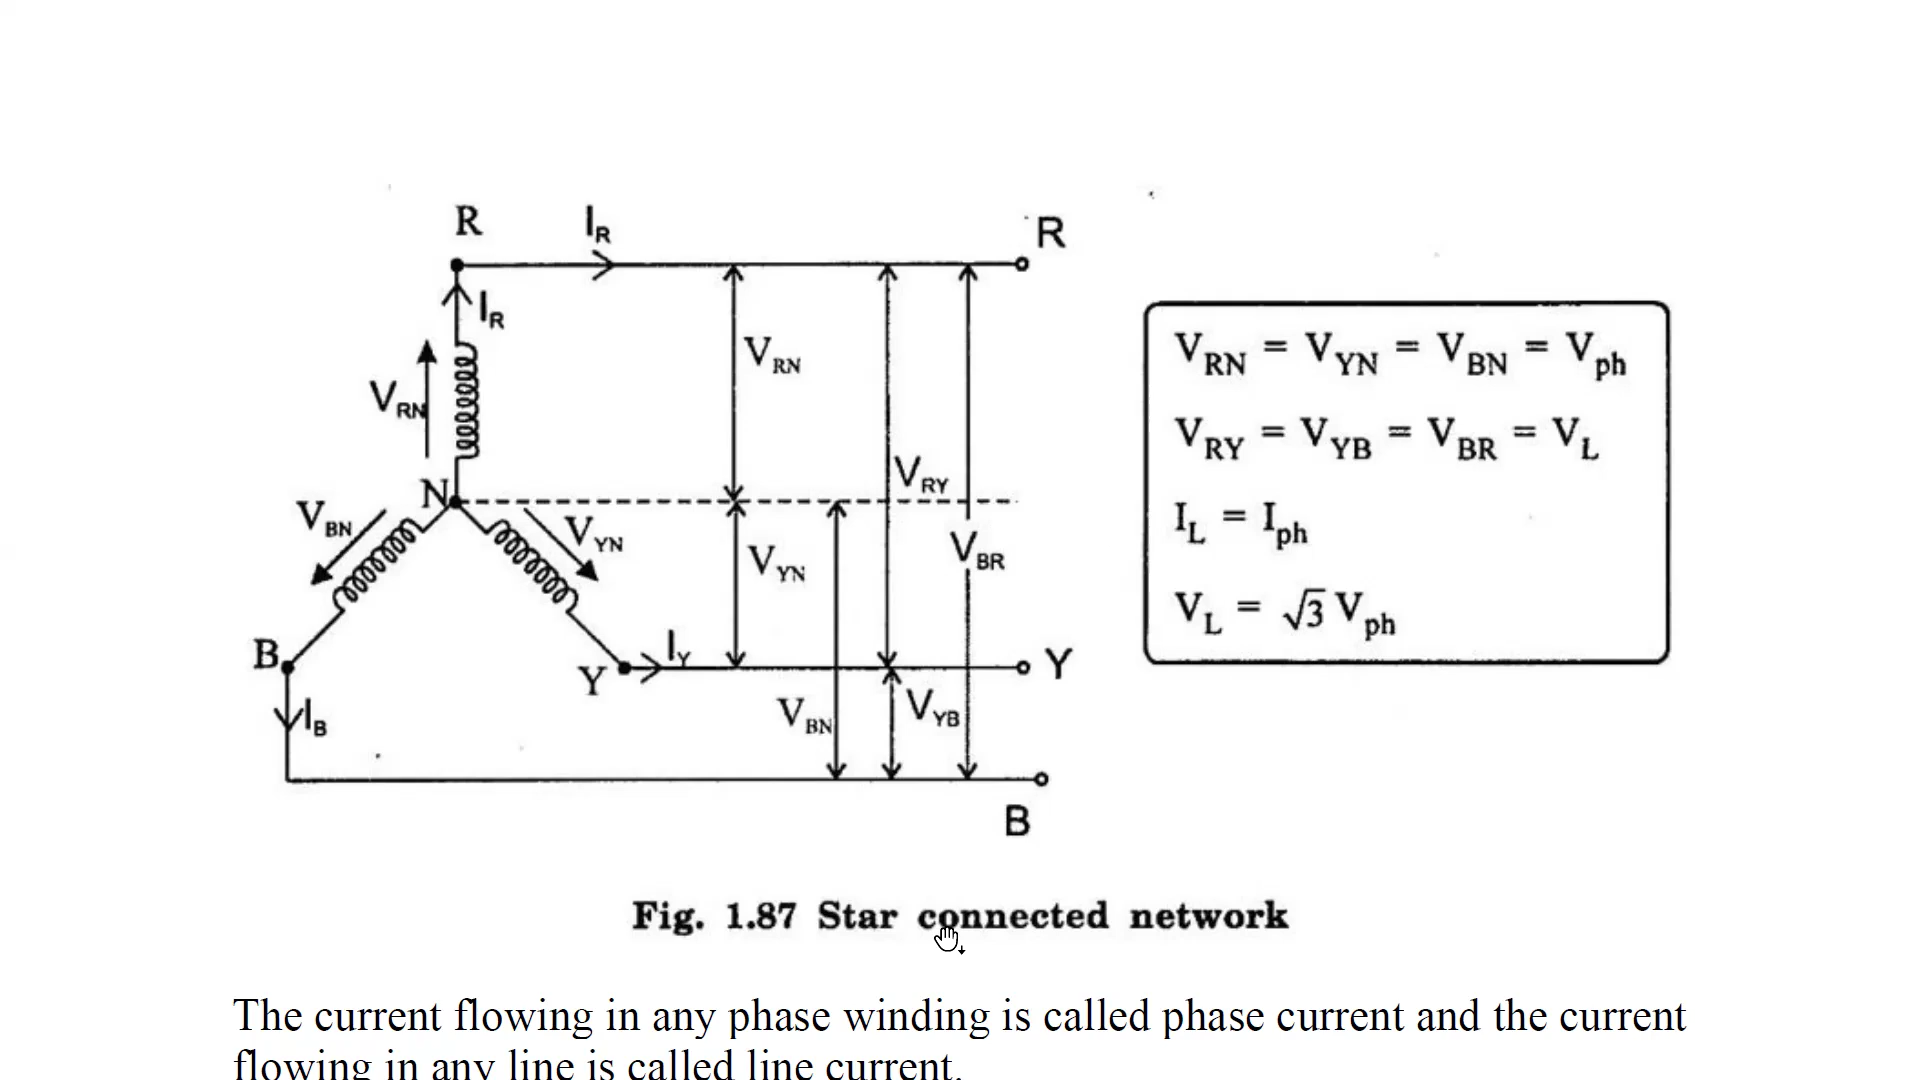 R
I_R
R
I_R
V_RN
V_RN
N
V_BN
V_YN
V_RY
V_BR
V_YN
B
I_B
Y
I_Y
Y
V_BN
V_YB
B
V_RN = V_YN = V_BN = V_ph
V_RY = V_YB = V_BR = V_L
I_L = I_ph
V_L = √3 V_ph
Fig. 1.87 Star connected network
The current flowing in any phase winding is called phase current and the current
flowing in any line is called line current.